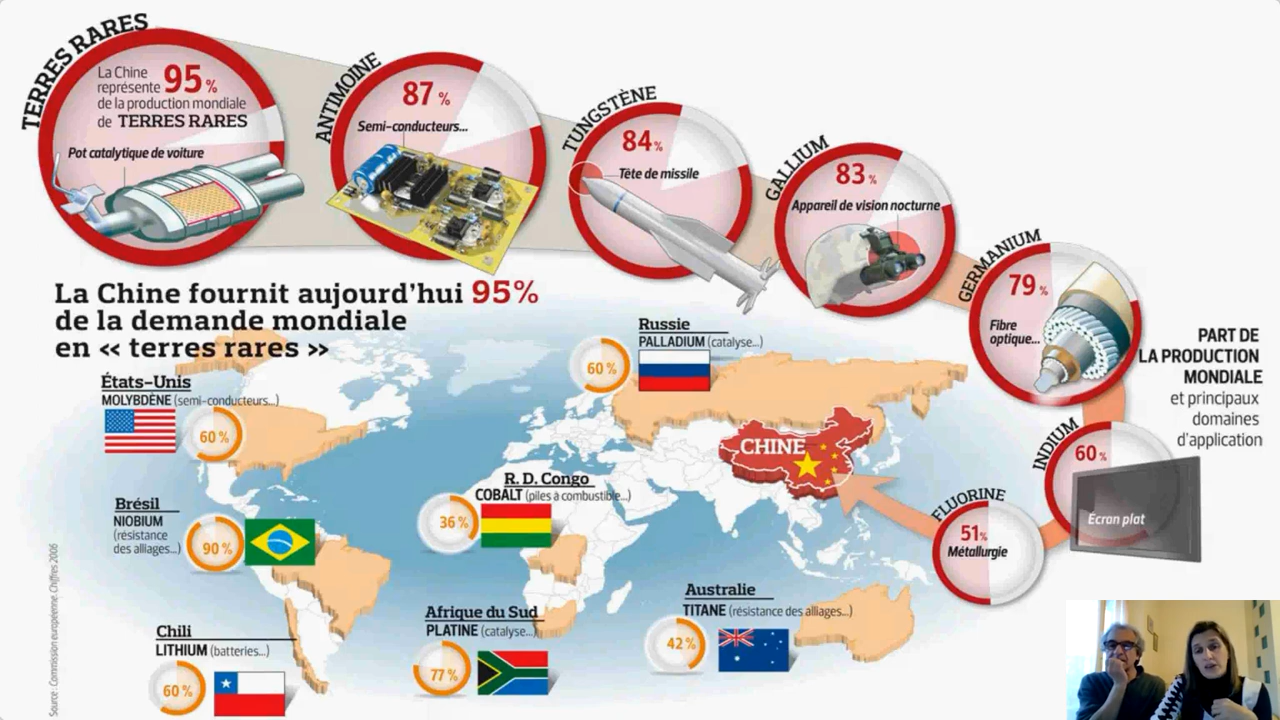 TERRES RARES
La Chine
représente 95%
de la production mondiale
de TERRES RARES
Pot catalytique de voiture
ANTIMOINE
87 %
Semi-conducteurs...
TUNGSTÈNE
84%
Tête de missile
GALLIUM
83 %
Appareil de vision nocturne
GERMANIUM
79 %
Fibre
optique...
PART DE
LA PRODUCTION
MONDIALE
et principaux
domaines
d'application
INDIUM
60 %
Écran plat
FLUORINE
51%
Métallurgie
La Chine fournit aujourd'hui 95%
de la demande mondiale
en « terres rares »
Russie
PALLADIUM (catalyse...)
60 %
États-Unis
MOLYBDÈNE (semi-conducteurs...)
60 %
CHINE
R. D. Congo
COBALT (piles à combustible...)
36 %
Brésil
NIOBIUM
(résistance
des alliages...)
90 %
Australie
TITANE (résistance des alliages...)
42 %
Afrique du Sud
PLATINE (catalyse...)
77 %
Chili
LITHIUM (batteries...)
60 %
Source : Commission européenne. Chiffres 2006